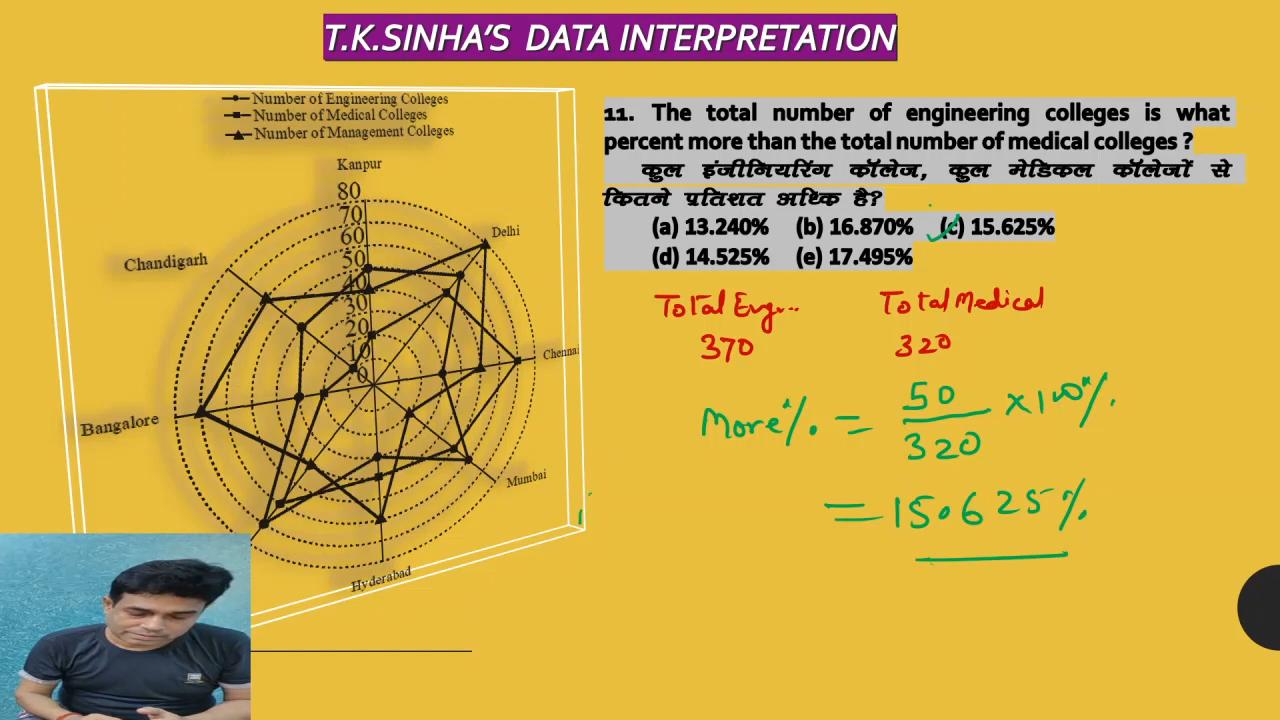 T.K.SINHA'S DATA INTERPRETATION
Number of Engineering Colleges
Number of Medical Colleges
Number of Management Colleges
Kanpur
80
70
60
50
40
30
20
10
0
Delhi
Chennai
Mumbai
Hyderabad
Bangalore
Chandigarh
11. The total number of engineering colleges is what
percent more than the total number of medical colleges ?
कुल इंजीनियरिंग कॉलेज, कुल मेडिकल कॉलेजों से
कितने प्रतिशत अधिक है?
(a) 13.240% (b) 16.870% (c) 15.625%
(d) 14.525% (e) 17.495%
Total Eng... Total Medical
370 320
More% = 50/320 × 100%
= 15.625%